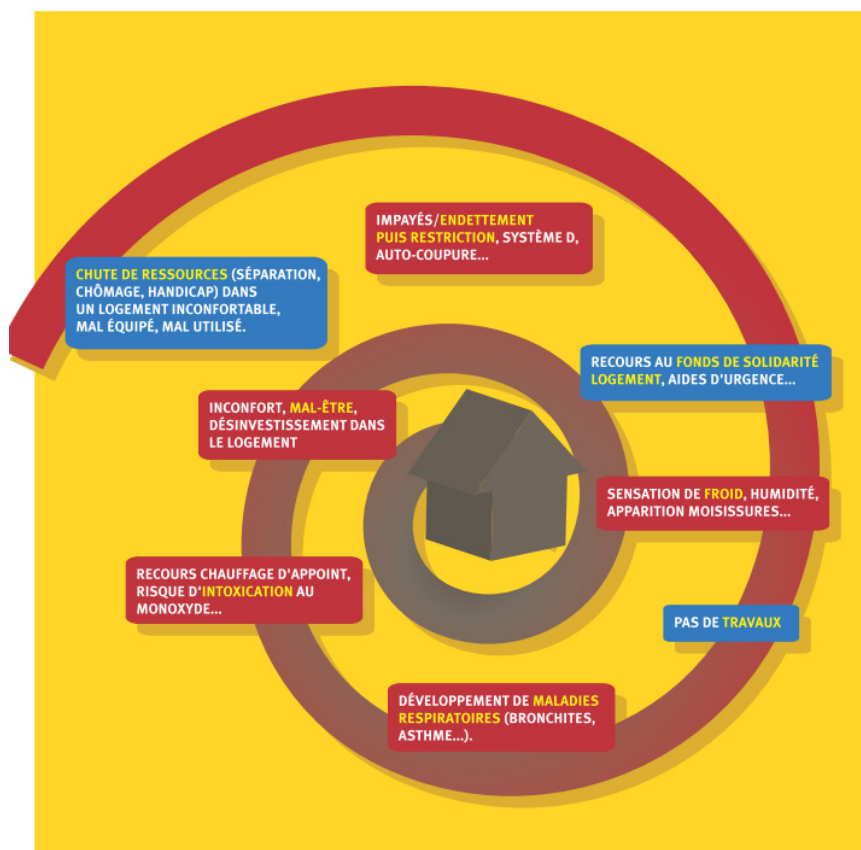 IMPAYÉS/ENDETTEMENT
PUIS RESTRICTION, SYSTÈME D,
AUTO-COUPURE...
CHUTE DE RESSOURCES (SÉPARATION,
CHÔMAGE, HANDICAP) DANS
UN LOGEMENT INCONFORTABLE,
MAL ÉQUIPÉ, MAL UTILISÉ.
RECOURS AU FONDS DE SOLIDARITÉ
LOGEMENT, AIDES D'URGENCE...
INCONFORT, MAL-ÊTRE,
DÉSINVESTISSEMENT DANS
LE LOGEMENT
SENSATION DE FROID, HUMIDITÉ,
APPARITION MOISISSURES...
RECOURS CHAUFFAGE D'APPOINT,
RISQUE D'INTOXICATION AU
MONOXYDE...
PAS DE TRAVAUX
DÉVELOPPEMENT DE MALADIES
RESPIRATOIRES (BRONCHITES,
ASTHME...).